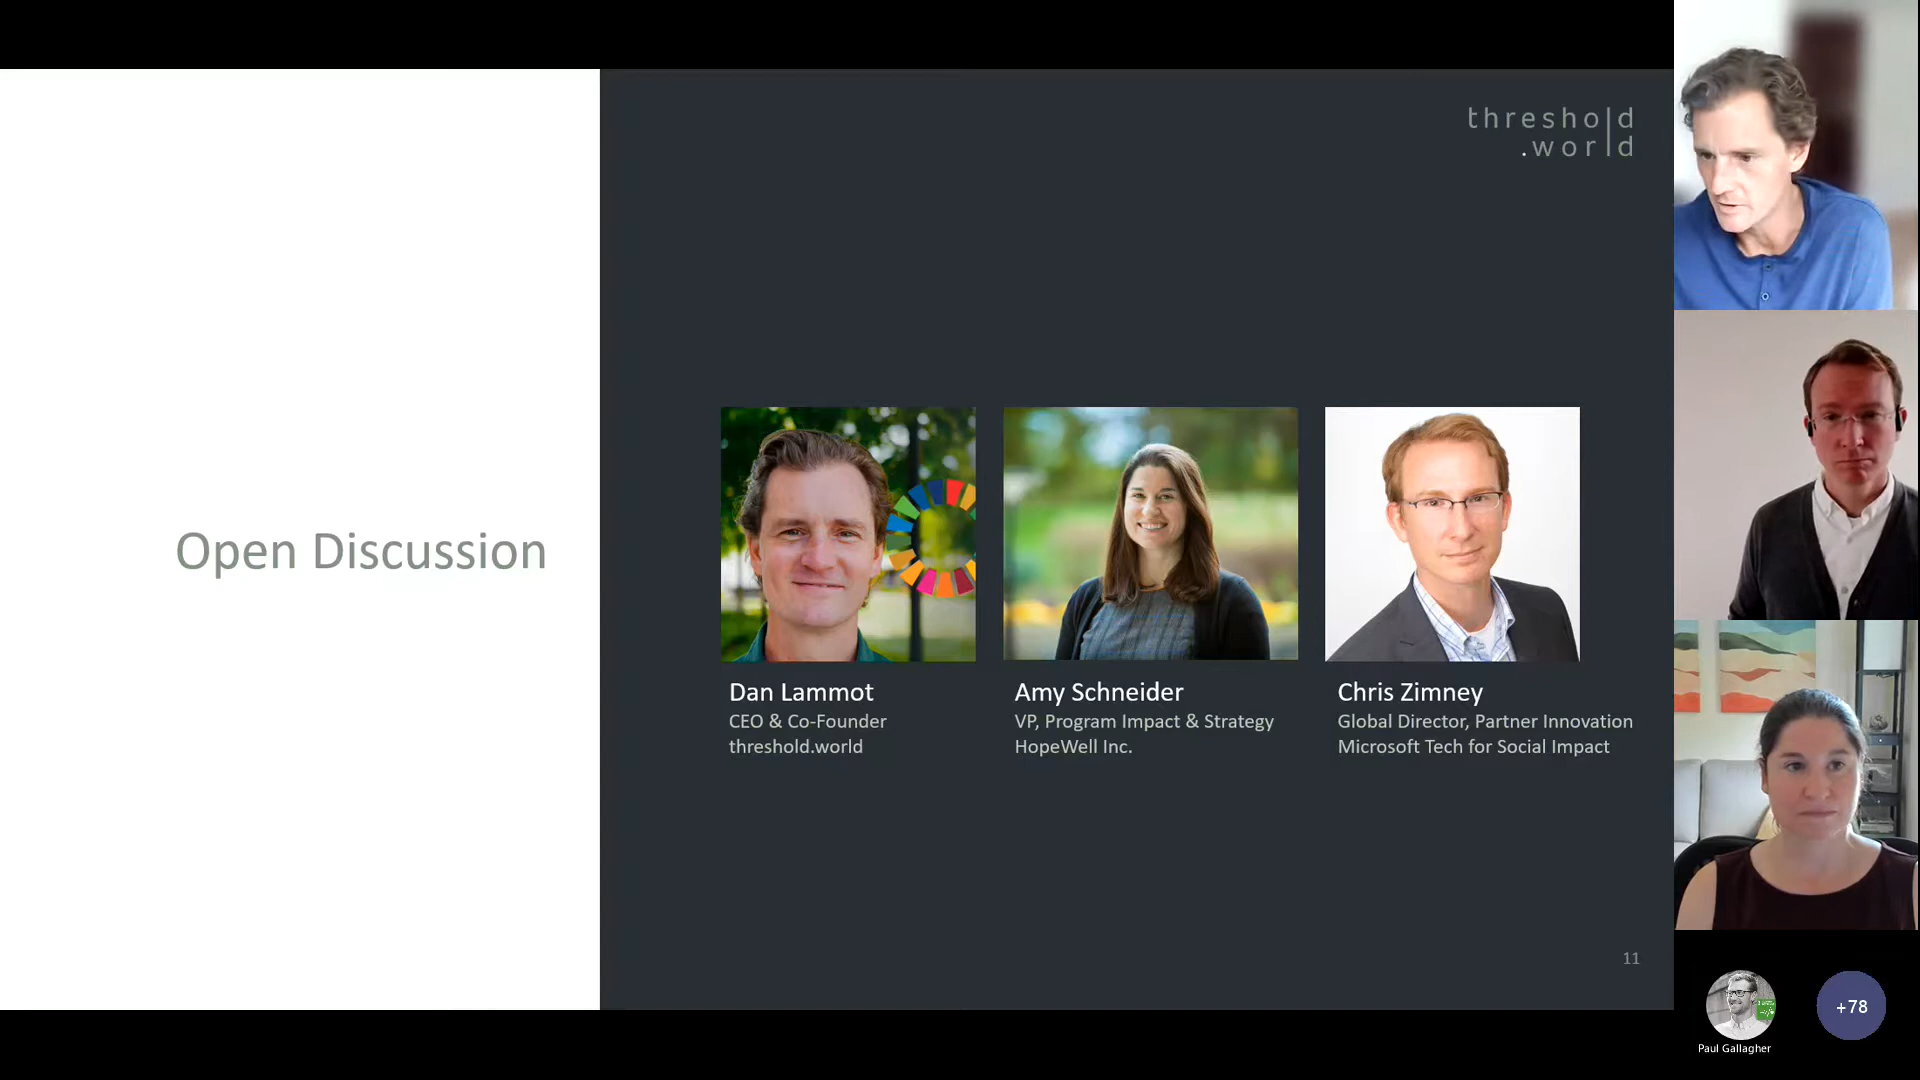 threshold
.world
Open Discussion
Dan Lammot
CEO & Co-Founder
threshold.world
Amy Schneider
VP, Program Impact & Strategy
HopeWell Inc.
Chris Zimney
Global Director, Partner Innovation
Microsoft Tech for Social Impact
11
+78
Paul Gallagher